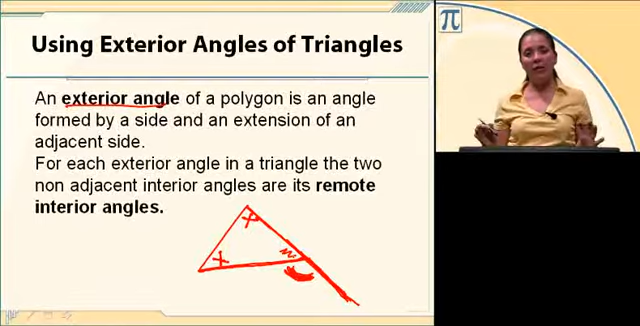 Using Exterior Angles of Triangles
π
An exterior angle of a polygon is an angle
formed by a side and an extension of an
adjacent side.
For each exterior angle in a triangle the two
non adjacent interior angles are its remote
interior angles.
x
x